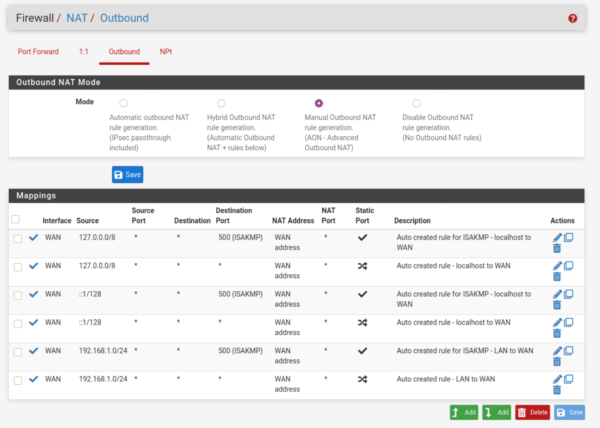 Firewall / NAT / Outbound
Port Forward 1:1 Outbound NPt
Outbound NAT Mode
Mode
Automatic outbound NAT
rule generation.
(IPsec passthrough
included)
Hybrid Outbound NAT
rule generation.
(Automatic Outbound
NAT + rules below)
Manual Outbound NAT
rule generation.
(AON - Advanced
Outbound NAT)
Disable Outbound NAT
rule generation.
(No Outbound NAT rules)
Save
Mappings
Interface Source Source Port Destination Destination Port NAT Address NAT Port Static Port Description Actions
WAN 127.0.0.0/8 * * 500 (ISAKMP) WAN address * Auto created rule for ISAKMP - localhost to WAN
WAN 127.0.0.0/8 * * * WAN address * Auto created rule - localhost to WAN
WAN ::1/128 * * 500 (ISAKMP) WAN address * Auto created rule for ISAKMP - localhost to WAN
WAN ::1/128 * * * WAN address * Auto created rule - localhost to WAN
WAN 192.168.1.0/24 * * 500 (ISAKMP) WAN address * Auto created rule for ISAKMP - LAN to WAN
WAN 192.168.1.0/24 * * * WAN address * Auto created rule - LAN to WAN
Add Add Delete Save